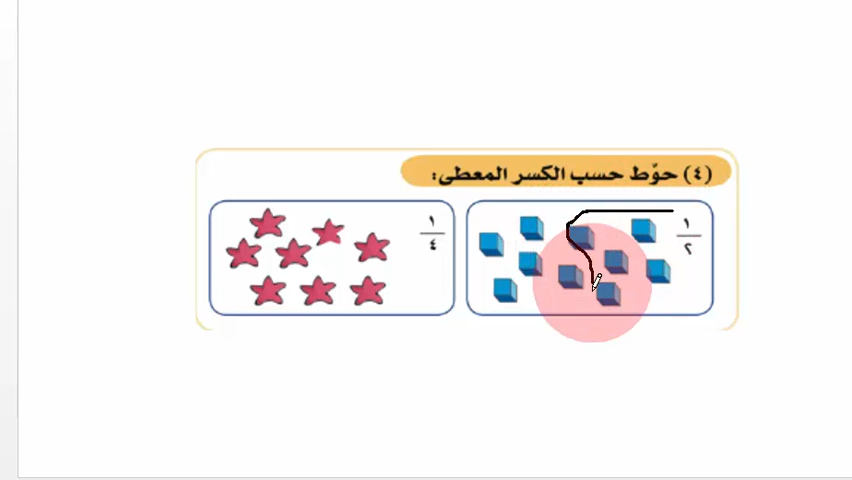 (٤) حوّط حسب الكسر المعطى:
١
٢
١
٤